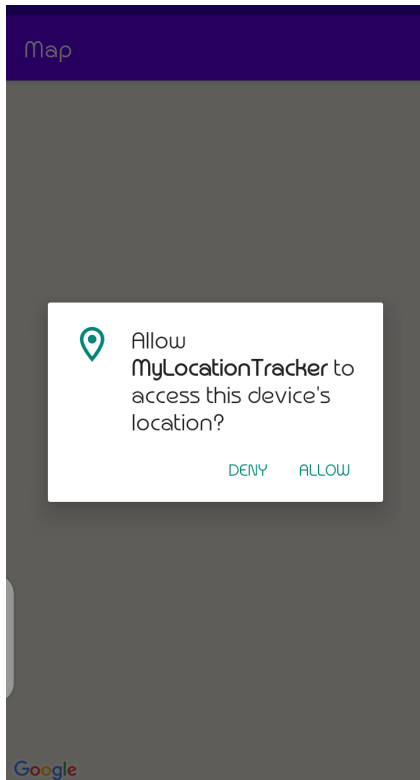 Map
Allow
MyLocationTracker to
access this device's
location?
DENY ALLOW
Google